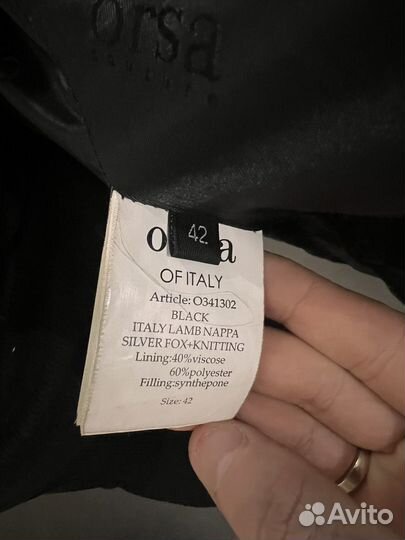 orsa
42
OF ITALY
Article: O341302
BLACK
ITALY LAMB NAPPA
SILVER FOX+KNITTING
Lining:40%viscose
60%polyester
Filling:synthepone
Size: 42
Avito